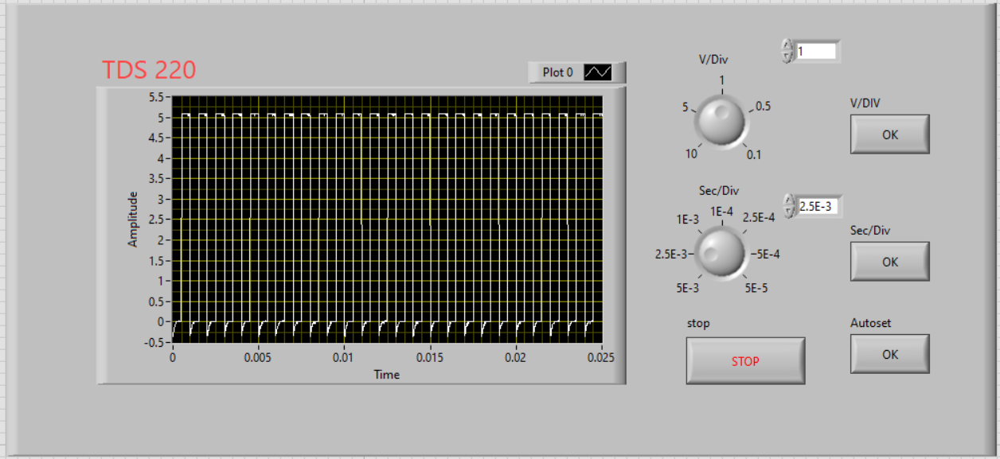 TDS 220
Plot 0
Amplitude
5.5
5
4.5
4
3.5
3
2.5
2
1.5
1
0.5
0
-0.5
0
0.005
0.01
0.015
0.02
0.025
Time
V/Div
1
1
5
0.5
10
0.1
V/DIV
OK
Sec/Div
2.5E-3
1E-4
1E-3
2.5E-4
2.5E-3
5E-4
5E-3
5E-5
Sec/Div
OK
stop
STOP
Autoset
OK